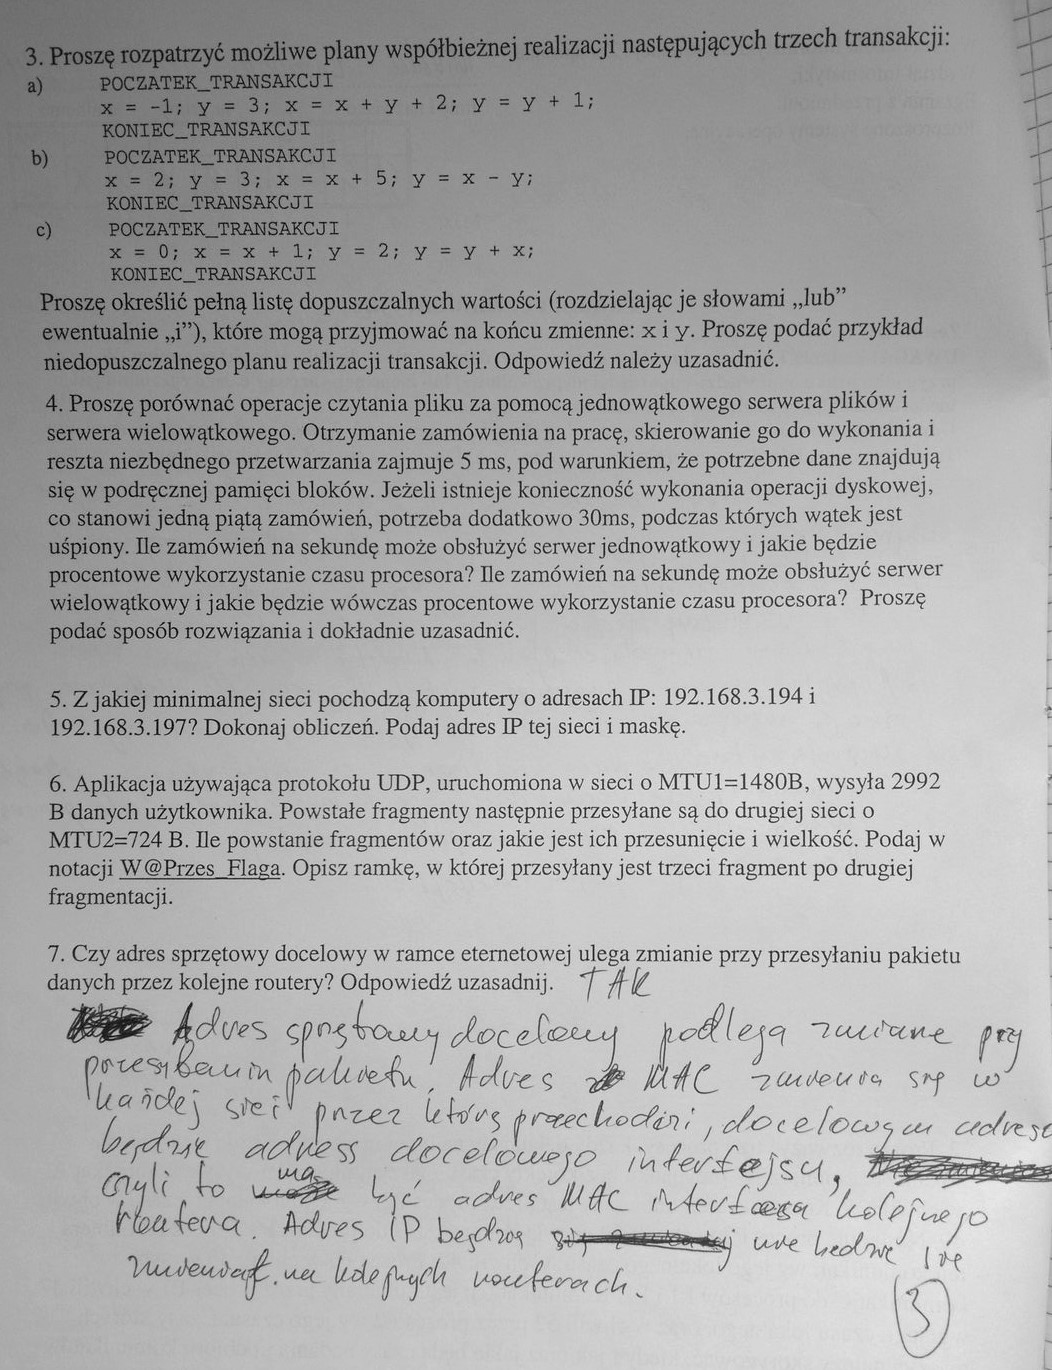 3. Proszę rozpatrzyć możliwe plany współbieżnej realizacji następujących trzech transakcji:
a) POCZATEK_TRANSAKCJI
x = -1; y = 3; x = x + y + 2; y = y + 1;
KONIEC_TRANSAKCJI
b) POCZATEK_TRANSAKCJI
x = 2; y = 3; x = x + 5; y = x - y;
KONIEC_TRANSAKCJI
c) POCZATEK_TRANSAKCJI
x = 0; x = x + 1; y = 2; y = y + x;
KONIEC_TRANSAKCJI
Proszę określić pełną listę dopuszczalnych wartości (rozdzielając je słowami „lub”
ewentualnie „i”), które mogą przyjmować na końcu zmienne: x i y. Proszę podać przykład
niedopuszczalnego planu realizacji transakcji. Odpowiedź należy uzasadnić.
4. Proszę porównać operacje czytania pliku za pomocą jednowątkowego serwera plików i
serwera wielowątkowego. Otrzymanie zamówienia na pracę, skierowanie go do wykonania i
reszta niezbędnego przetwarzania zajmuje 5 ms, pod warunkiem, że potrzebne dane znajdują
się w podręcznej pamięci bloków. Jeżeli istnieje konieczność wykonania operacji dyskowej,
co stanowi jedną piątą zamówień, potrzeba dodatkowo 30ms, podczas których wątek jest
uśpiony. Ile zamówień na sekundę może obsłużyć serwer jednowątkowy i jakie będzie
procentowe wykorzystanie czasu procesora? Ile zamówień na sekundę może obsłużyć serwer
wielowątkowy i jakie będzie wówczas procentowe wykorzystanie czasu procesora? Proszę
podać sposób rozwiązania i dokładnie uzasadnić.
5. Z jakiej minimalnej sieci pochodzą komputery o adresach IP: 192.168.3.194 i
192.168.3.197? Dokonaj obliczeń. Podaj adres IP tej sieci i maskę.
6. Aplikacja używająca protokołu UDP, uruchomiona w sieci o MTU1=1480B, wysyła 2992
B danych użytkownika. Powstałe fragmenty następnie przesyłane są do drugiej sieci o
MTU2=724 B. Ile powstanie fragmentów oraz jakie jest ich przesunięcie i wielkość. Podaj w
notacji W@Przes_Flaga. Opisz ramkę, w której przesyłany jest trzeci fragment po drugiej
fragmentacji.
7. Czy adres sprzętowy docelowy w ramce eternetowej ulega zmianie przy przesyłaniu pakietu
danych przez kolejne routery? Odpowiedź uzasadnij. TAK
Adres sprzętowy docelowy podlega zmianie przy
przesyłaniu pakietu. Adres MAC zmienia się w
każdej sieci przez którą przechodzi, docelowym adrese
będzie adress docelowego interfejsu,
czyli to ma być adres MAC interfaesa kolejnego
routera. Adres IP będzie nie bedzie się
zmieniał na kolejnych routerach.
3